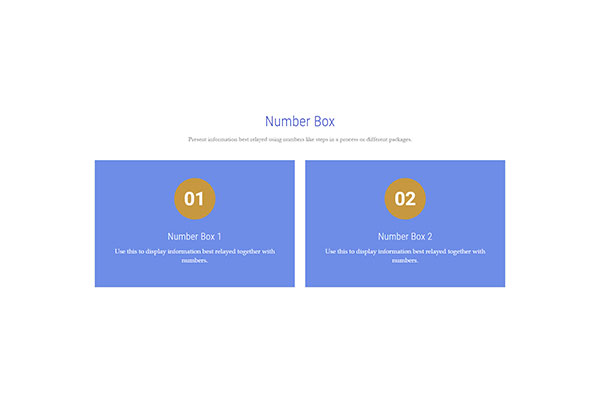 Number Box
Present information best relayed using numbers like steps in a process or different packages.
01
Number Box 1
Use this to display information best relayed together with
numbers.
02
Number Box 2
Use this to display information best relayed together with
numbers.